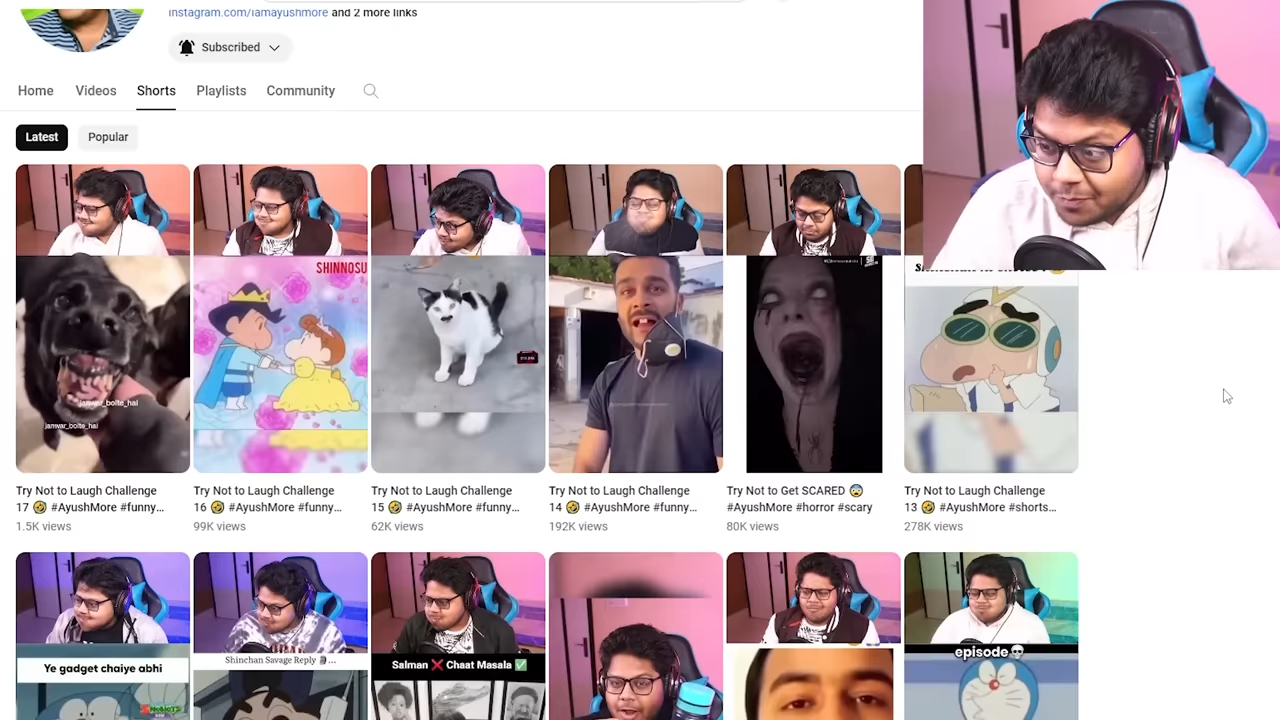 instagram.com/iamayushmore and 2 more links
Subscribed
Home Videos Shorts Playlists Community
Latest Popular
SHINNOSU
janwar_bolte_hai
janwar_bolte_hai
Try Not to Laugh Challenge
17 🤣 #AyushMore #funny...
1.5K views
Try Not to Laugh Challenge
16 🤣 #AyushMore #funny...
99K views
Try Not to Laugh Challenge
15 🤣 #AyushMore #funny...
62K views
Try Not to Laugh Challenge
14 🤣 #AyushMore #funny...
192K views
Try Not to Get SCARED 😨
#AyushMore #horror #scary
80K views
Try Not to Laugh Challenge
13 🤣 #AyushMore #shorts...
278K views
Ye gadget chaiye abhi
Shinchan Savage Reply 🗿...
Salman ❌ Chaat Masala ✅
episode💀